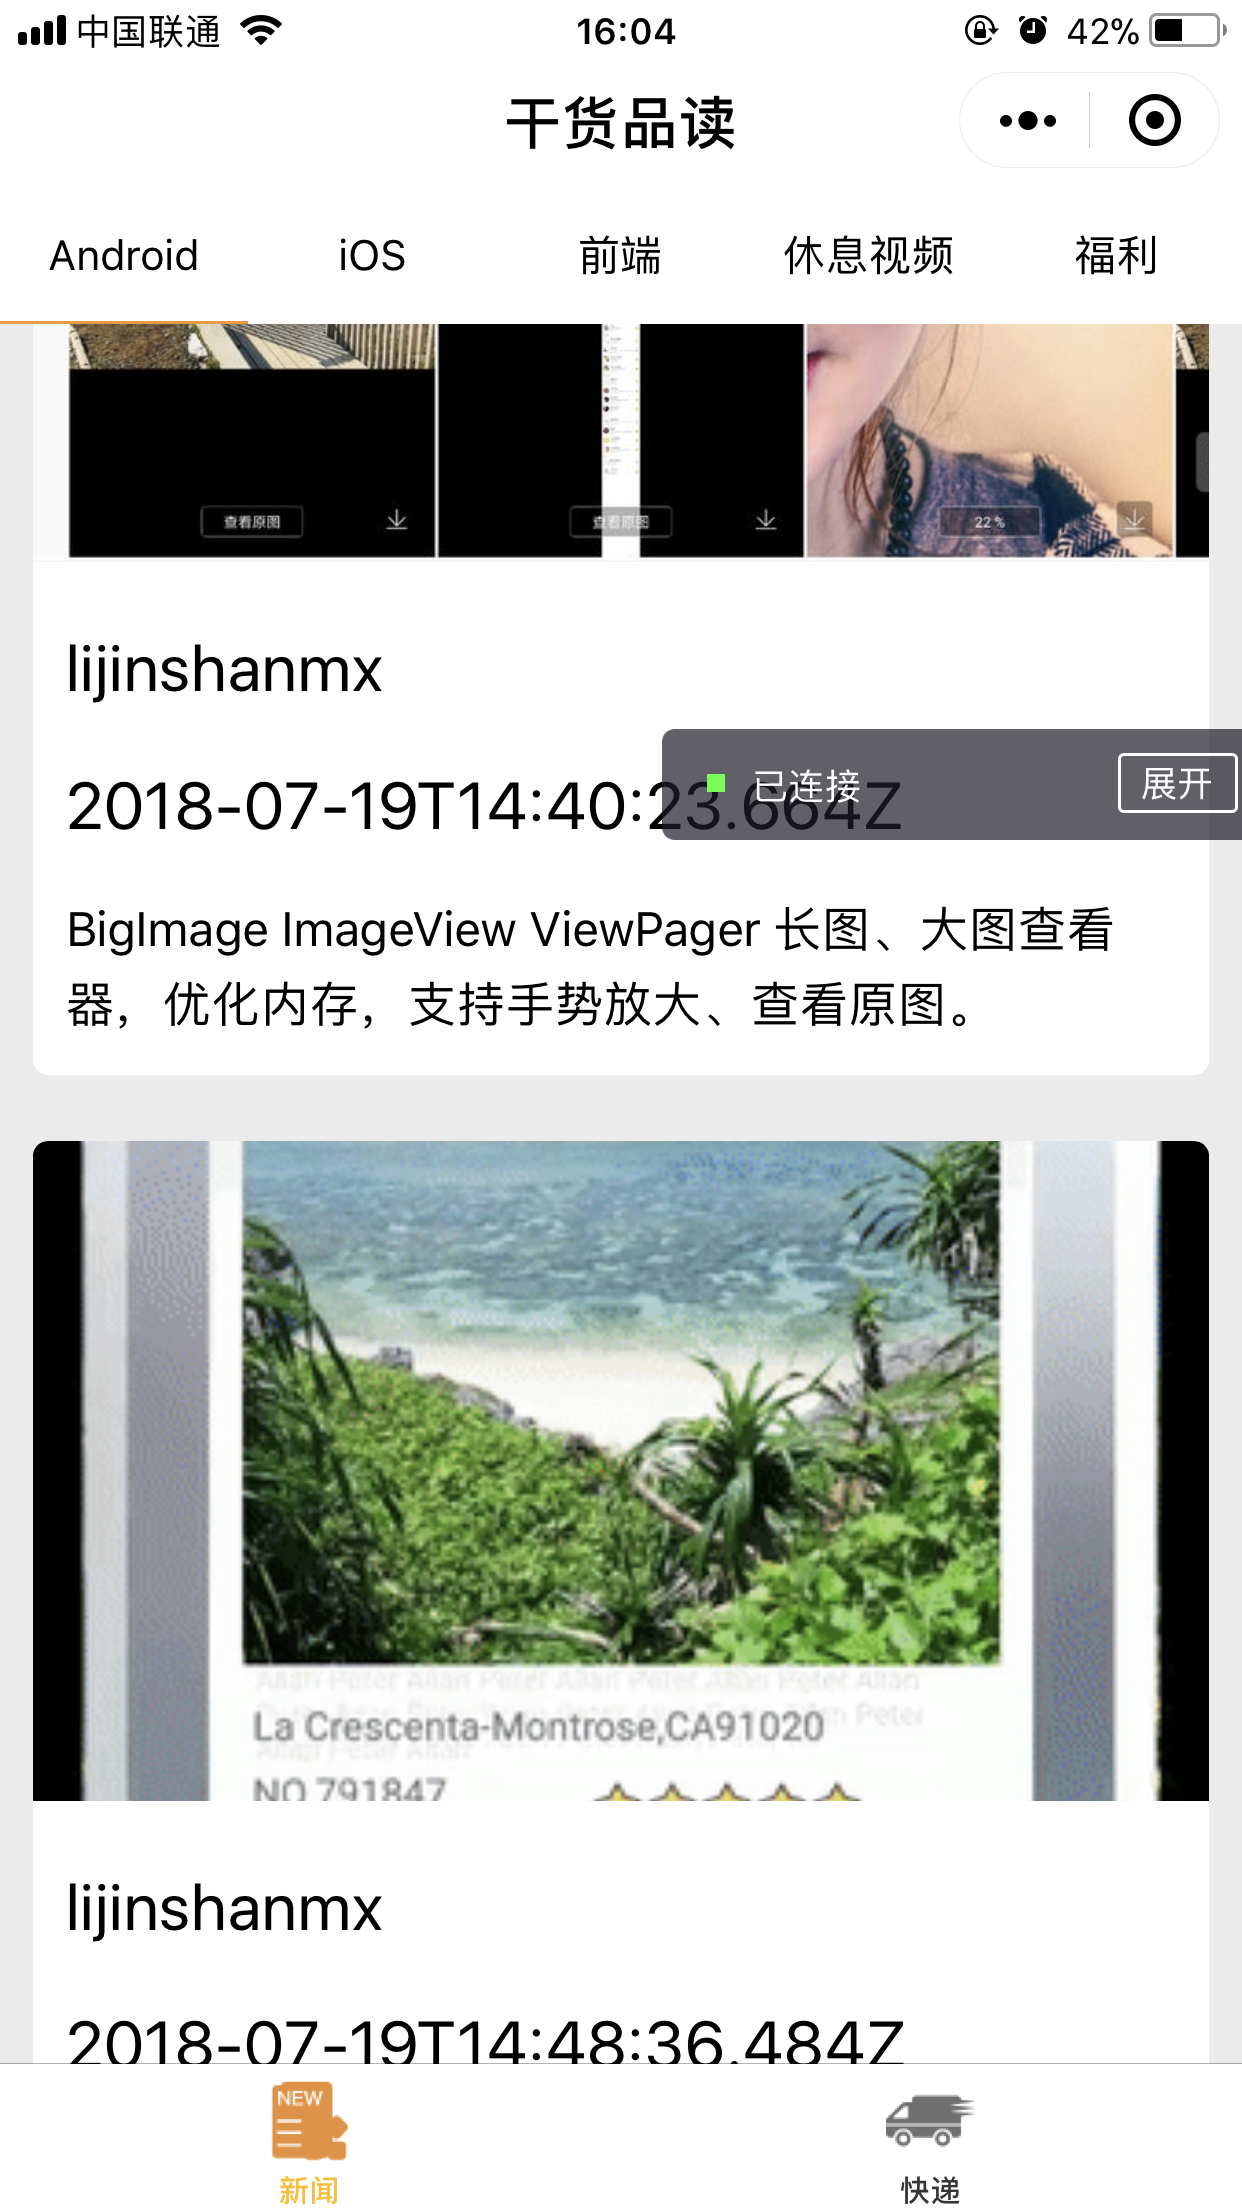 中国联通
16:04
42%
干货品读
Android iOS 前端 休息视频 福利
查看原图 查看原图 22 %
lijinshanmx
2018-07-19T14:40:23.664Z
已连接 展开
BigImage ImageView ViewPager 长图、大图查看
器，优化内存，支持手势放大、查看原图。
La Crescenta-Montrose,CA91020
NO.791847
lijinshanmx
2018-07-19T14:48:36.484Z
NEW
新闻 快递